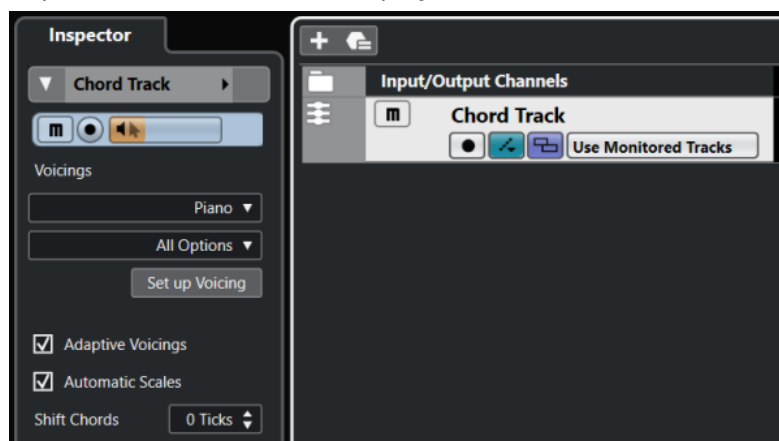 Inspector
Chord Track
m
Voicings
Piano
All Options
Set up Voicing
Adaptive Voicings
Automatic Scales
Shift Chords 0 Ticks
Input/Output Channels
m Chord Track
Use Monitored Tracks